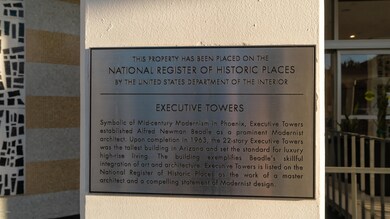 THIS PROPERTY HAS BEEN PLACED ON THE
NATIONAL REGISTER OF HISTORIC PLACES
BY THE UNITED STATES DEPARTMENT OF THE INTERIOR
EXECUTIVE TOWERS
Symbolic of Mid-century Modernism in Phoenix, Executive Towers
established Alfred Newman Beadle as a prominent Modernist
architect. Upon completion in 1963, the 22-story Executive Towers
was the tallest building in Arizona and set the standard for luxury
high-rise living. The building exemplifies Beadle's skillful
integration of art and architecture. Executive Towers is listed on the
National Register of Historic Places as the work of a master
architect and a compelling statement of Modernist design.